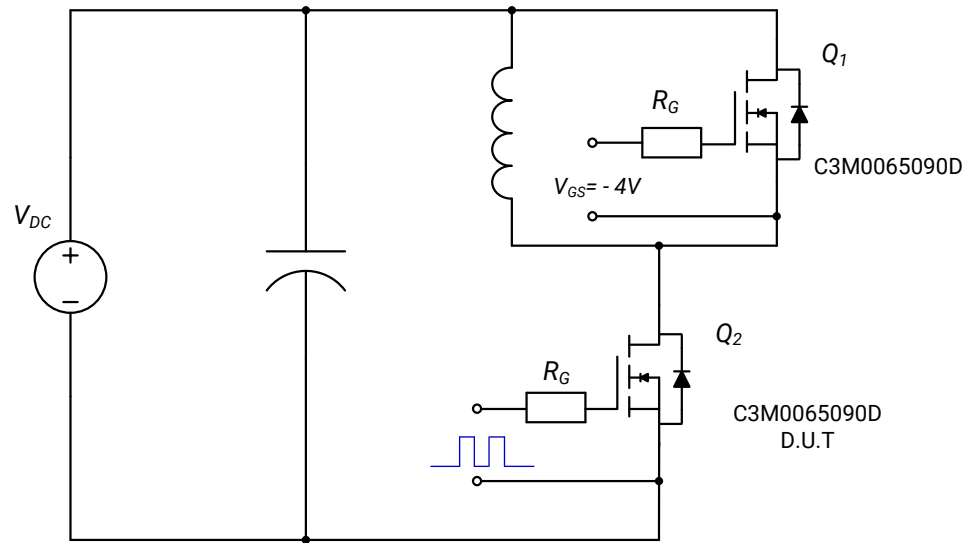 Q1
RG
C3M0065090D
VGS= - 4V
VDC
+
−
Q2
RG
C3M0065090D
D.U.T